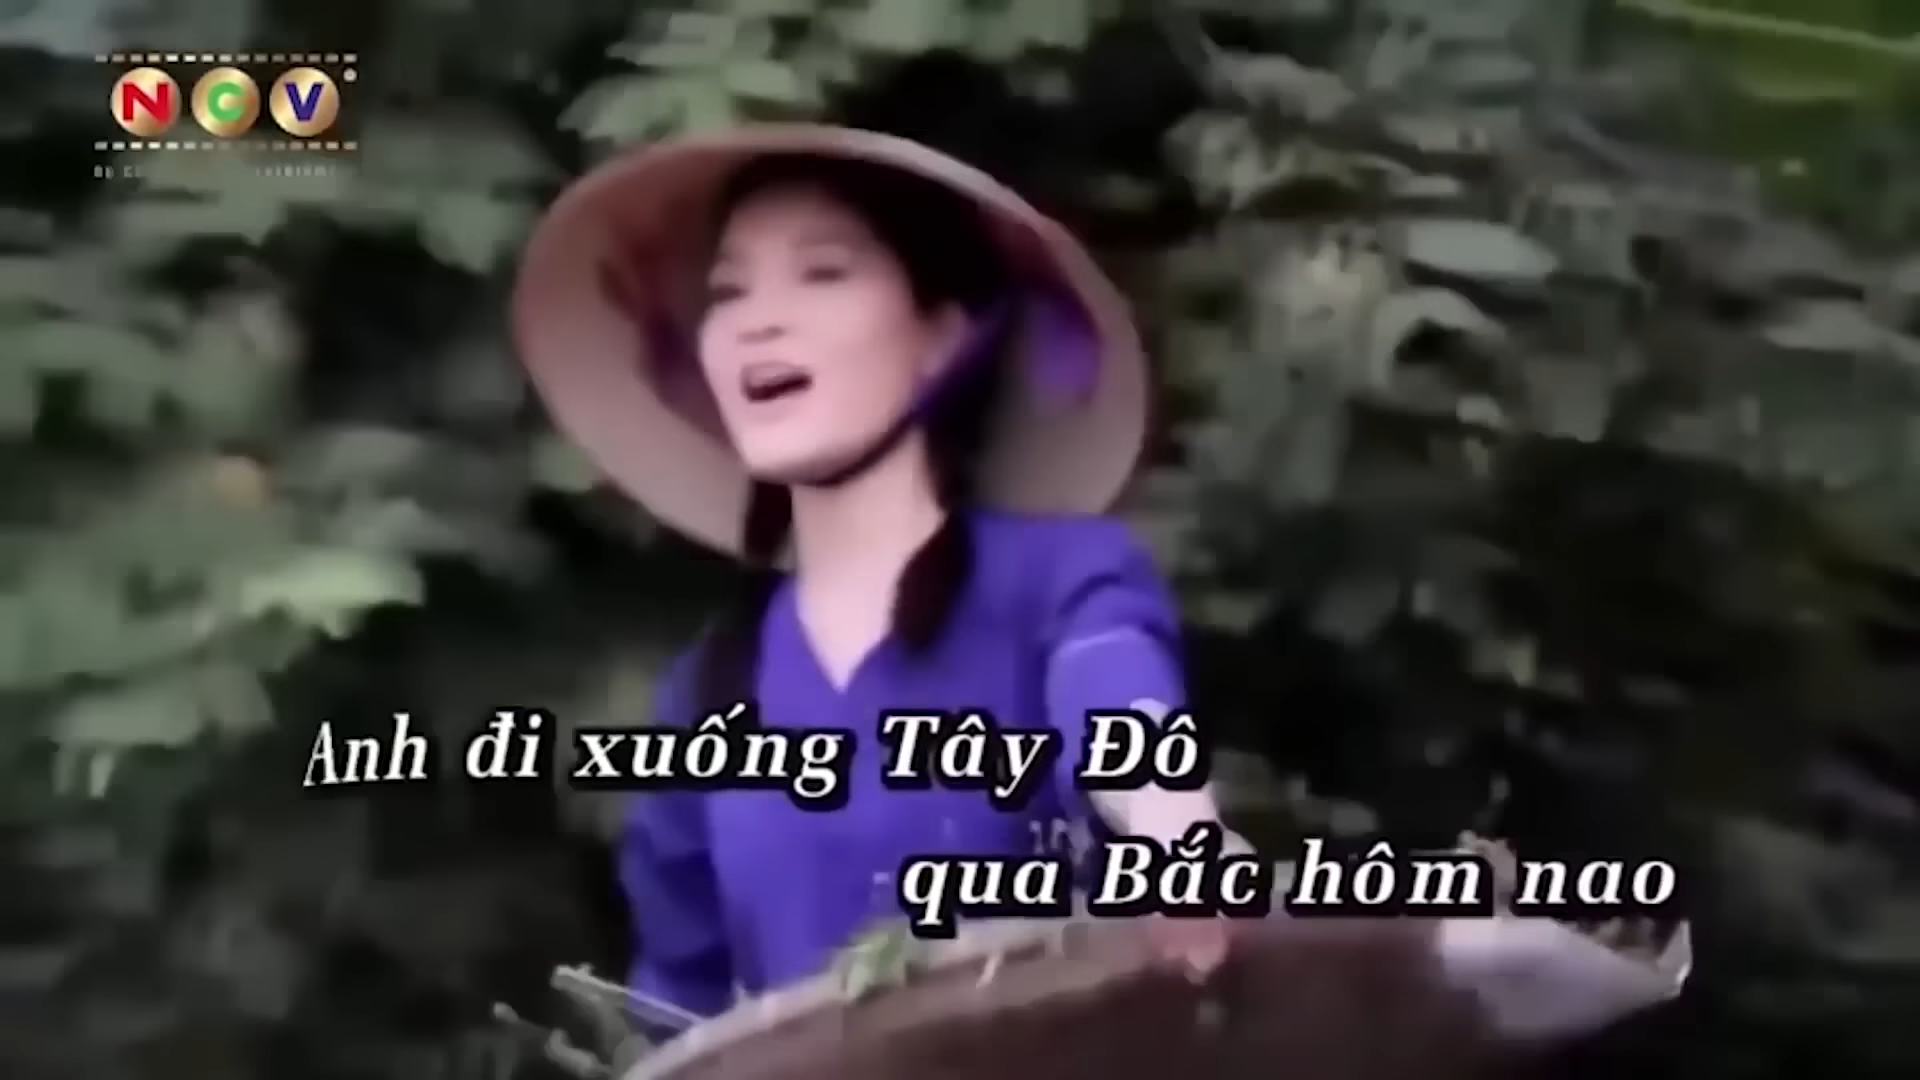 NCV
Anh đi xuống Tây Đô
qua Bắc hôm nao